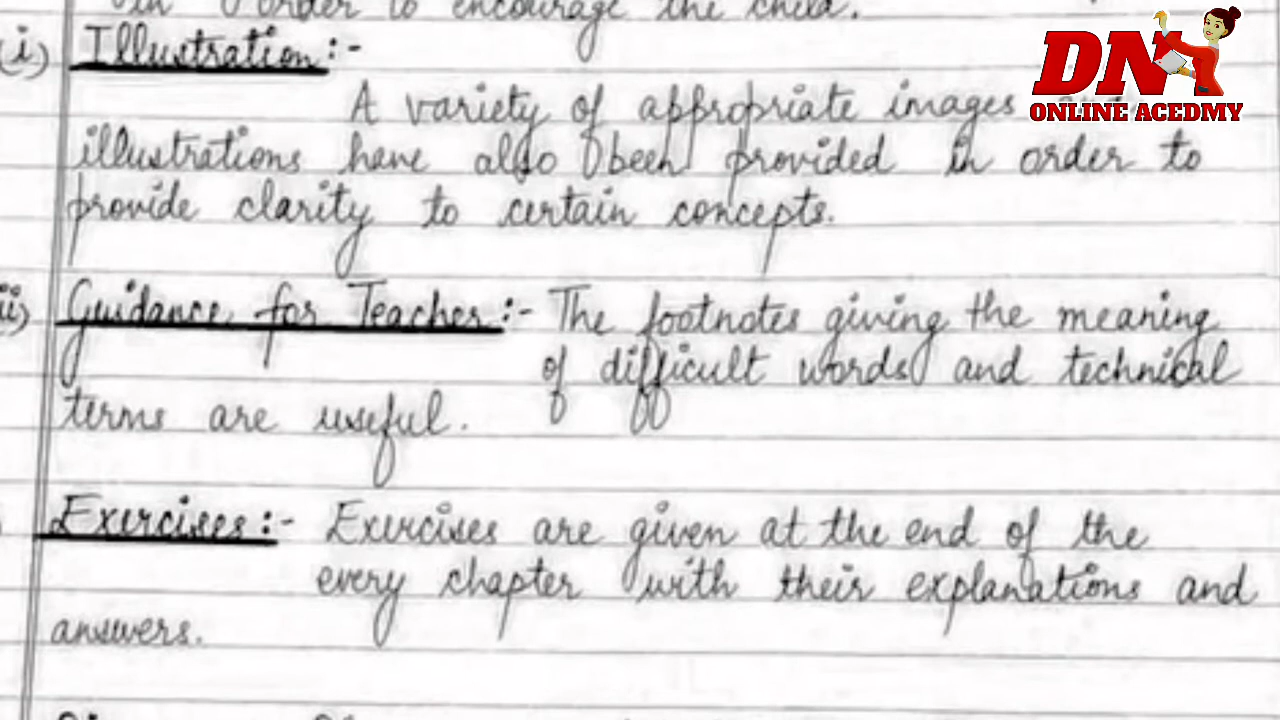 in order to encourage the child.
(i) Illustration :-
A variety of appropriate images
illustrations have also been provided in order to
provide clarity to certain concepts.
ii) Guidance for Teacher :- The footnotes giving the meaning
of difficult words and technical
terms are useful.
Exercises :- Exercises are given at the end of the
every chapter with their explanations and
answers.
DN
ONLINE ACEDMY